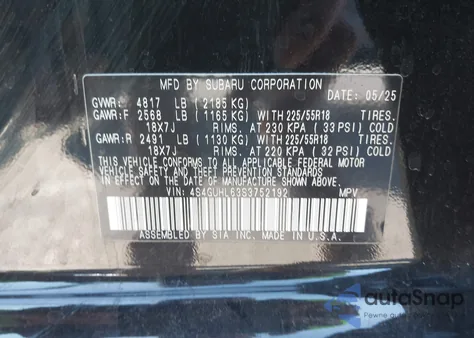 MFD BY SUBARU CORPORATION
DATE: 05/25
GVWR: 4817 LB (2185 KG)
GAWR:F 2568 LB (1165 KG) WITH 225/55R18 TIRES.
18X7J RIMS. AT 230 KPA (33 PSI) COLD
GAWR:R 2491 LB (1130 KG) WITH 225/55R18 TIRES.
18X7J RIMS. AT 220 KPA (32 PSI) COLD
THIS VEHICLE CONFORMS TO ALL APPLICABLE FEDERAL MOTOR
VEHICLE SAFETY AND THEFT PREVENTION STANDARDS IN
EFFECT ON THE DATE OF MANUFACTURE SHOWN ABOVE.
VIN: 4S4GUHL63S3752192 MPV
ASSEMBLED BY SIA INC. MADE IN U.S.A.
autoSnap
Pewne auto